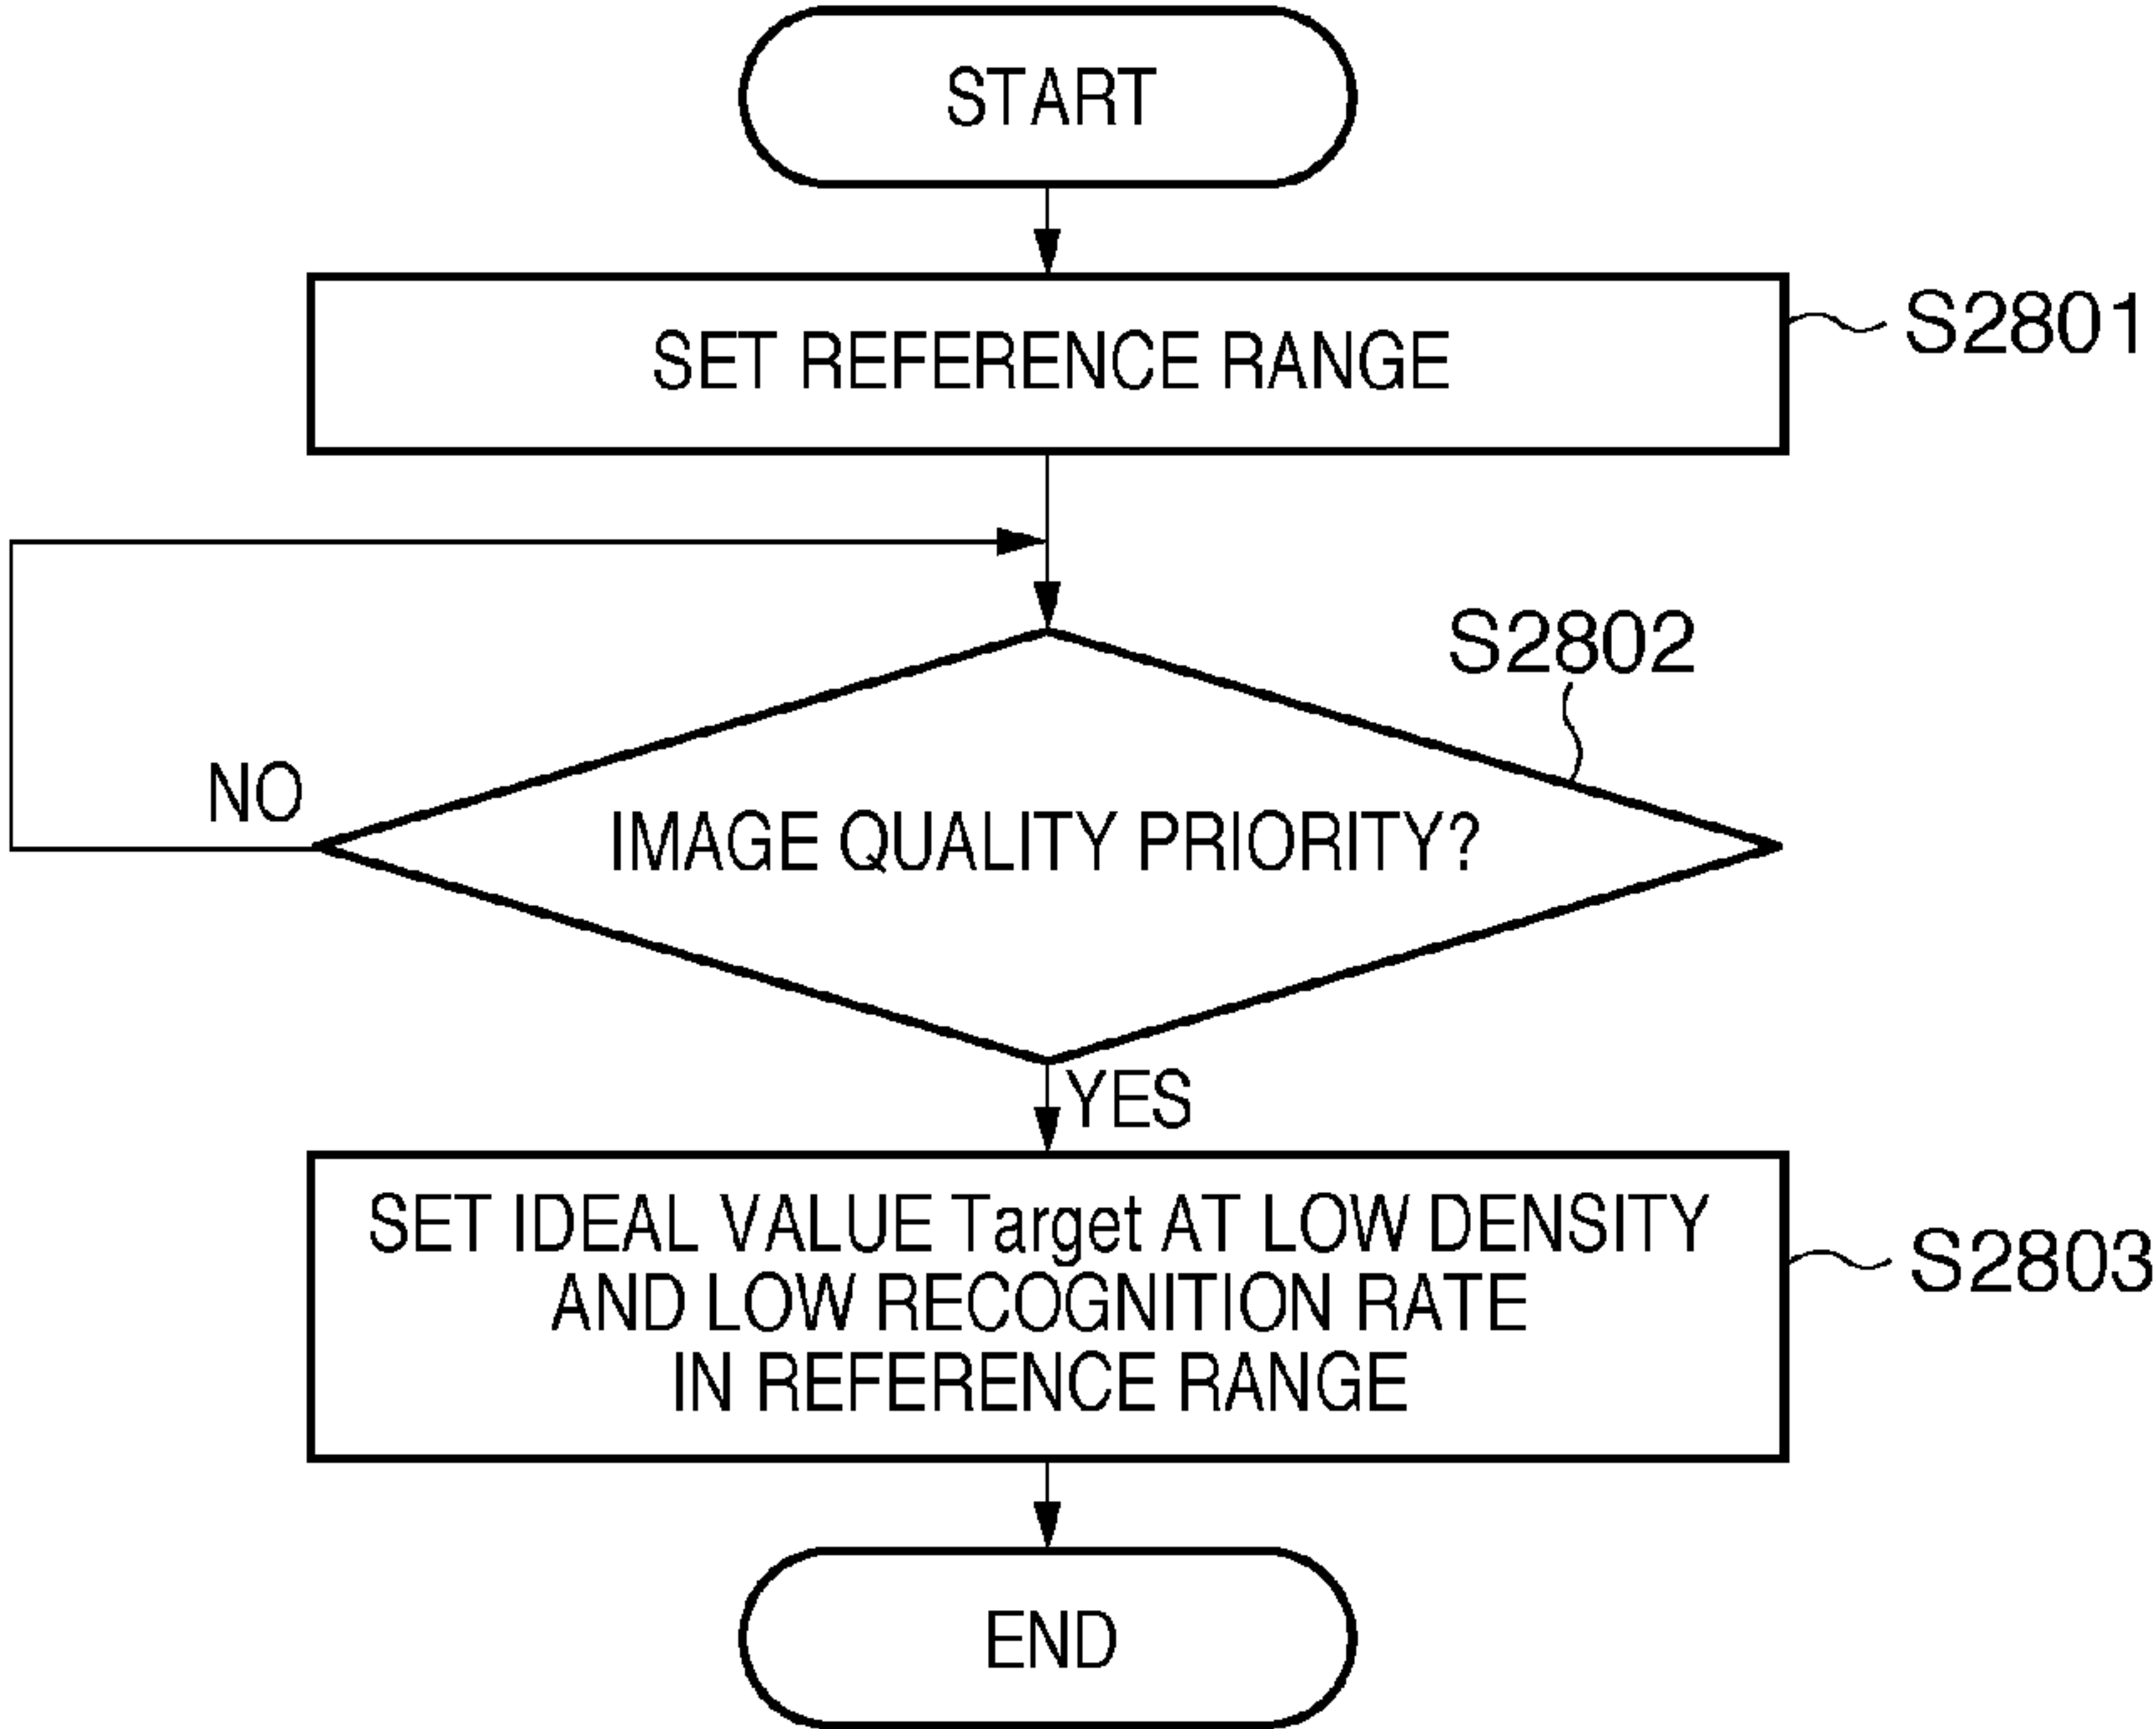 START
SET REFERENCE RANGE
S2801
S2802
NO
IMAGE QUALITY PRIORITY?
YES
SET IDEAL VALUE Target AT LOW DENSITY
AND LOW RECOGNITION RATE
IN REFERENCE RANGE
S2803
END